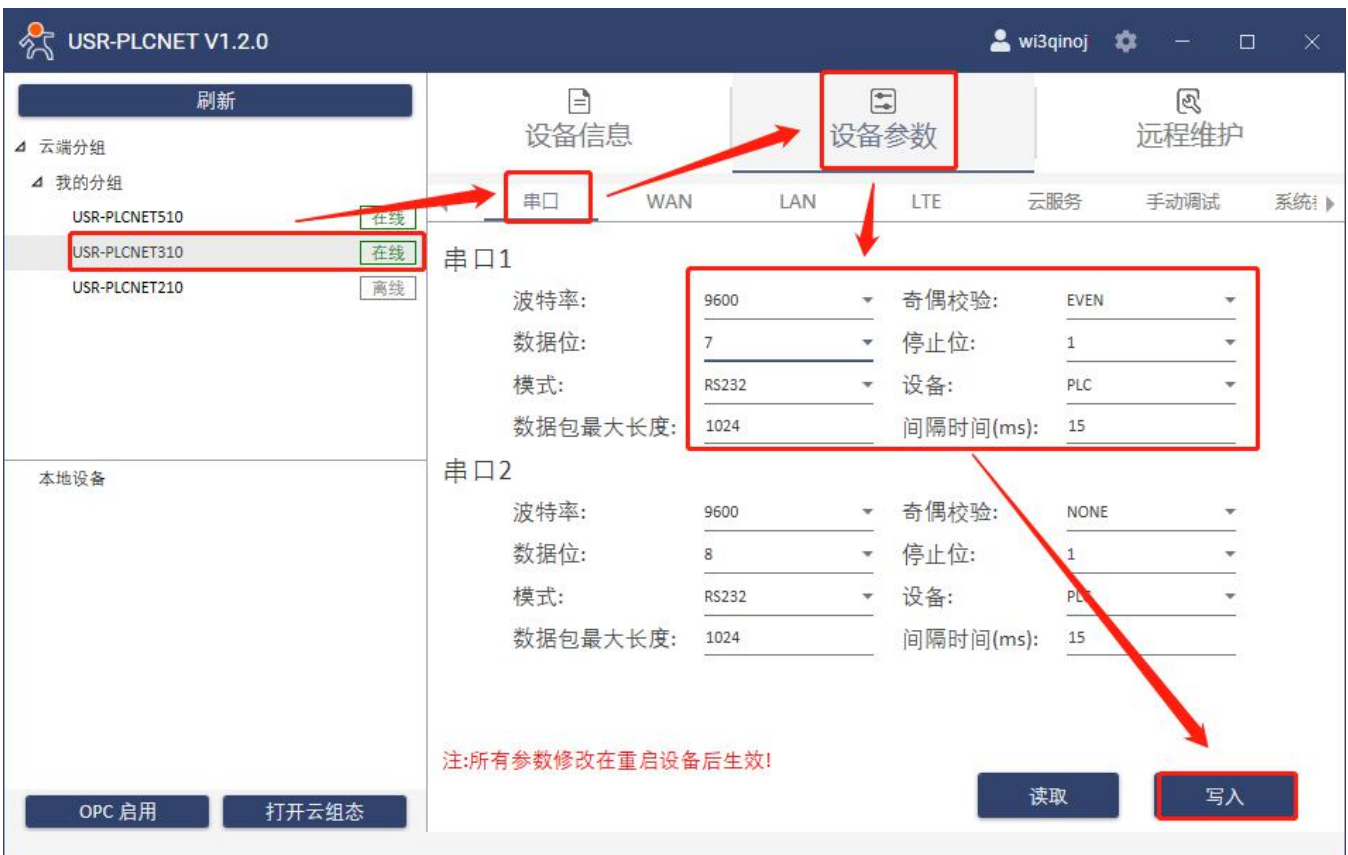 USR-PLCNET V1.2.0 wi3qinoj
刷新
云端分组
我的分组
USR-PLCNET510 在线
USR-PLCNET310 在线
USR-PLCNET210 离线
本地设备
OPC 启用 打开云组态
设备信息 设备参数 远程维护
串口 WAN LAN LTE 云服务 手动调试 系统
串口1
波特率: 9600 奇偶校验: EVEN
数据位: 7 停止位: 1
模式: RS232 设备: PLC
数据包最大长度: 1024 间隔时间(ms): 15
串口2
波特率: 9600 奇偶校验: NONE
数据位: 8 停止位: 1
模式: RS232 设备: PLC
数据包最大长度: 1024 间隔时间(ms): 15
注:所有参数修改在重启设备后生效!
读取 写入